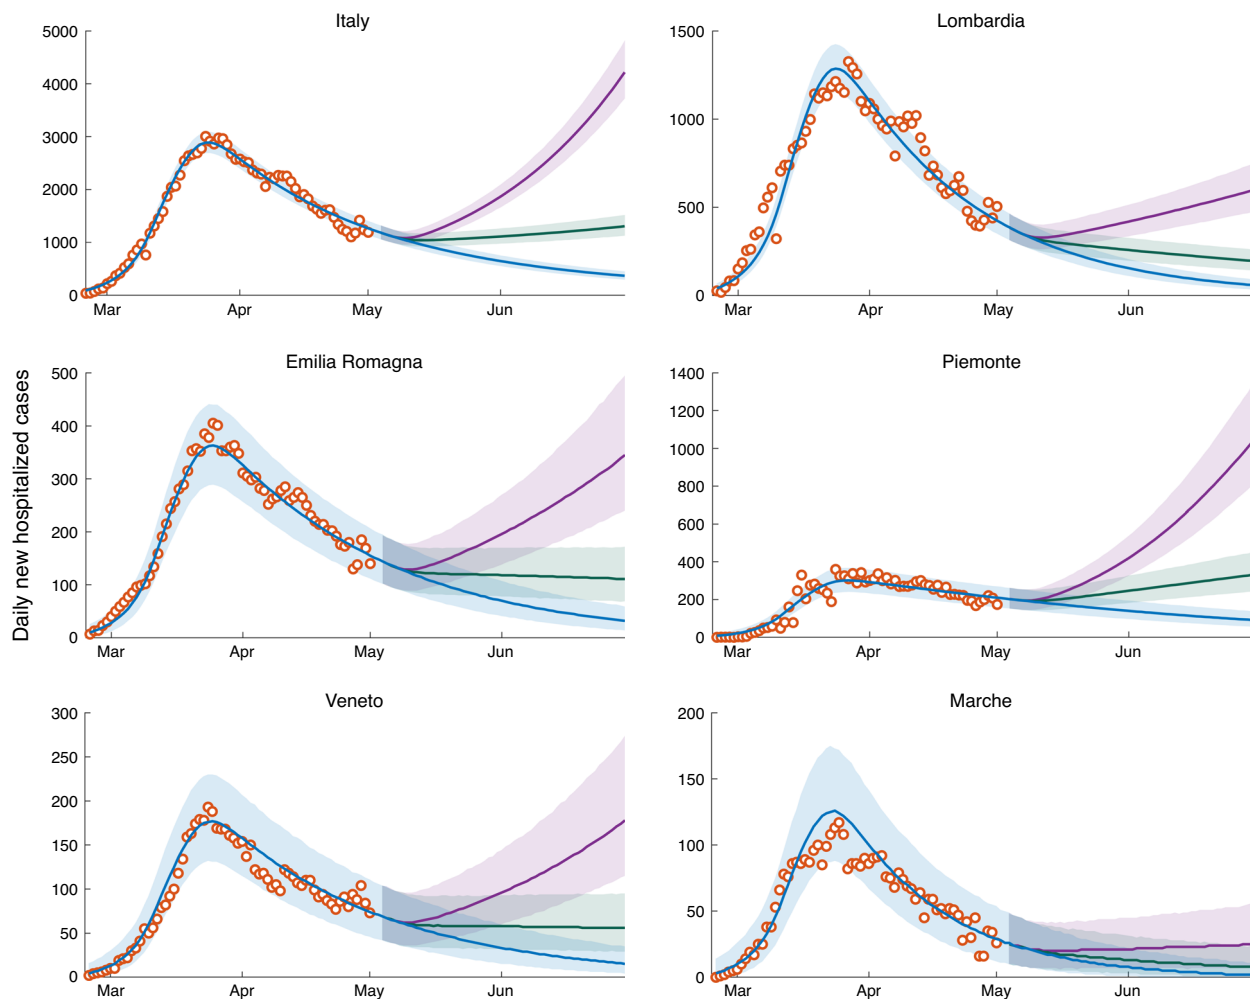 Italy
5000
4000
3000
2000
1000
0
Mar Apr May Jun
Lombardia
1500
1000
500
0
Mar Apr May Jun
Daily new hospitalized cases
Emilia Romagna
500
400
300
200
100
0
Mar Apr May Jun
Piemonte
1400
1200
1000
800
600
400
200
0
Mar Apr May Jun
Veneto
300
250
200
150
100
50
0
Mar Apr May Jun
Marche
200
150
100
50
0
Mar Apr May Jun